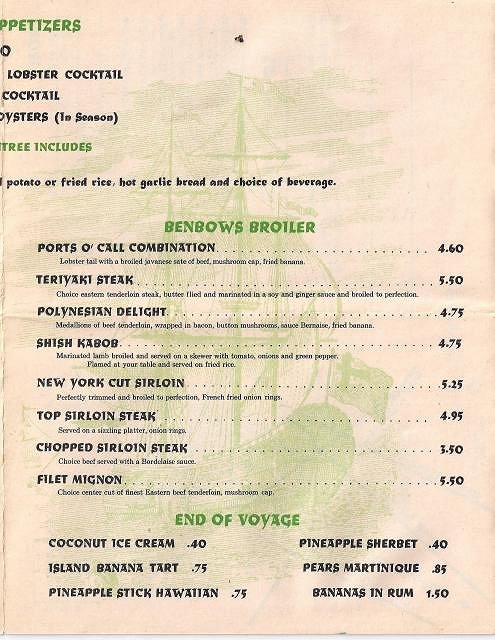 PPETIZERS
O
LOBSTER COCKTAIL
COCKTAIL
OYSTERS (In Season)
TREE INCLUDES
potato or fried rice, hot garlic bread and choice of beverage.
BENBOWS BROILER
PORTS O' CALL COMBINATION 4.60
Lobster tail with a broiled javanese sate of beef, mushroom cap, fried banana.
TERIYAKI STEAK 5.50
Choice eastern tenderloin steak, butter flied and marinated in a soy and ginger sauce and broiled to perfection.
POLYNESIAN DELIGHT 4.75
Medallions of beef tenderloin, wrapped in bacon, button mushrooms, sauce Bernaise, fried banana.
SHISH KABOB 4.75
Marinated lamb broiled and served on a skewer with tomato, onions and green pepper.
Flamed at your table and served on fried rice.
NEW YORK CUT SIRLOIN 5.25
Perfectly trimmed and broiled to perfection, French fried onion rings.
TOP SIRLOIN STEAK 4.95
Served on a sizzling platter, onion rings.
CHOPPED SIRLOIN STEAK 3.50
Choice beef served with a Bordelaise sauce.
FILET MIGNON 5.50
Choice center cut of finest Eastern beef tenderloin, mushroom cap.
END OF VOYAGE
COCONUT ICE CREAM .40 PINEAPPLE SHERBET .40
ISLAND BANANA TART .75 PEARS MARTINIQUE .85
PINEAPPLE STICK HAWAIIAN .75 BANANAS IN RUM 1.50